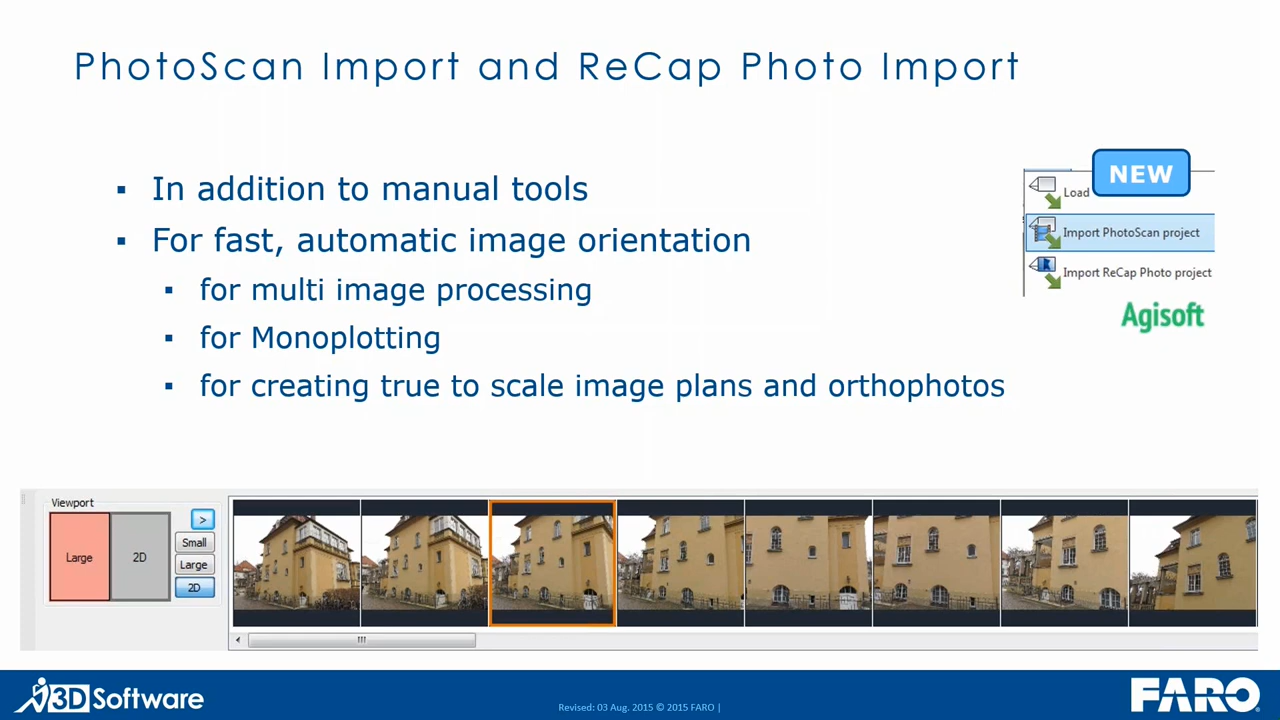 PhotoScan Import and ReCap Photo Import
▪ In addition to manual tools
▪ For fast, automatic image orientation
▪ for multi image processing
▪ for Monoplotting
▪ for creating true to scale image plans and orthophotos
NEW
Load
Import PhotoScan project
Import ReCap Photo project
Agisoft
Viewport
Large
2D
>
Small
Large
2D
3D Software
Revised: 03 Aug. 2015 © 2015 FARO |
FARO